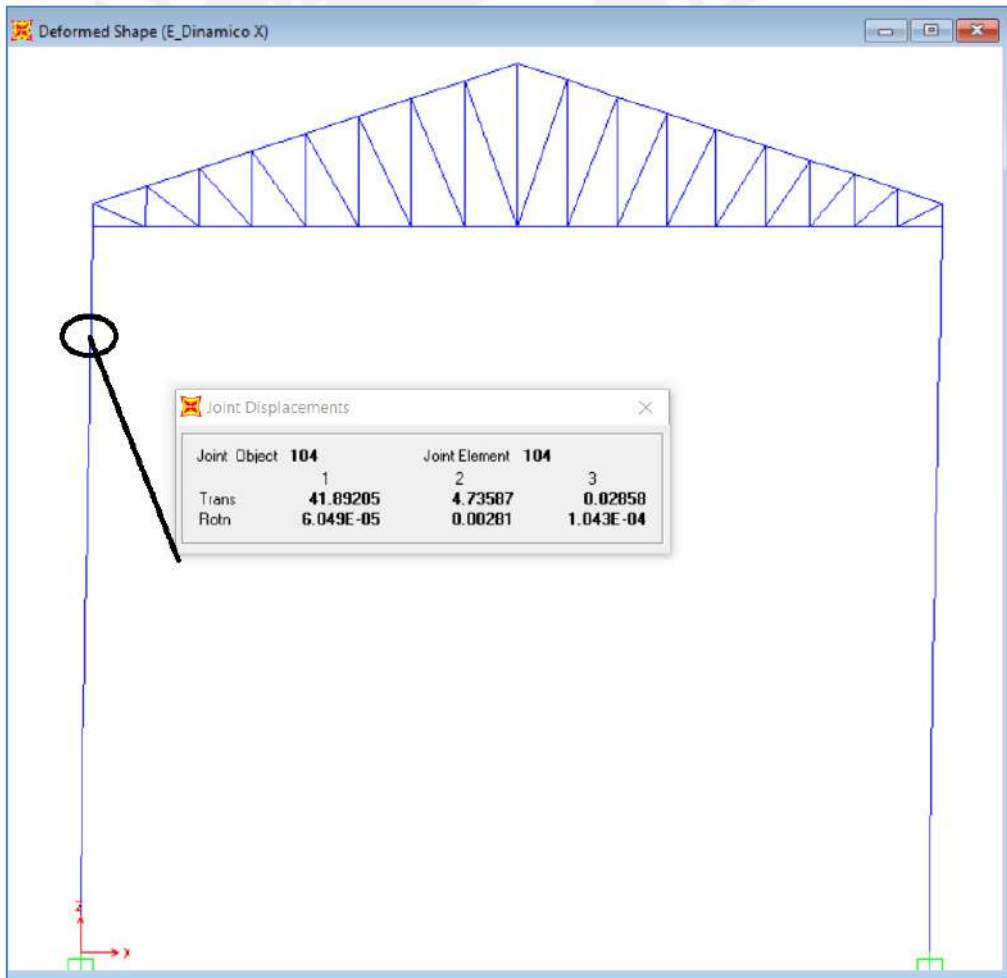 Deformed Shape (E_Dinamico X)
Joint Displacements
Joint Object 104 Joint Element 104
1 2 3
Trans 41.89205 4.73587 0.02858
Rotn 6.049E-05 0.00281 1.043E-04
Z
X